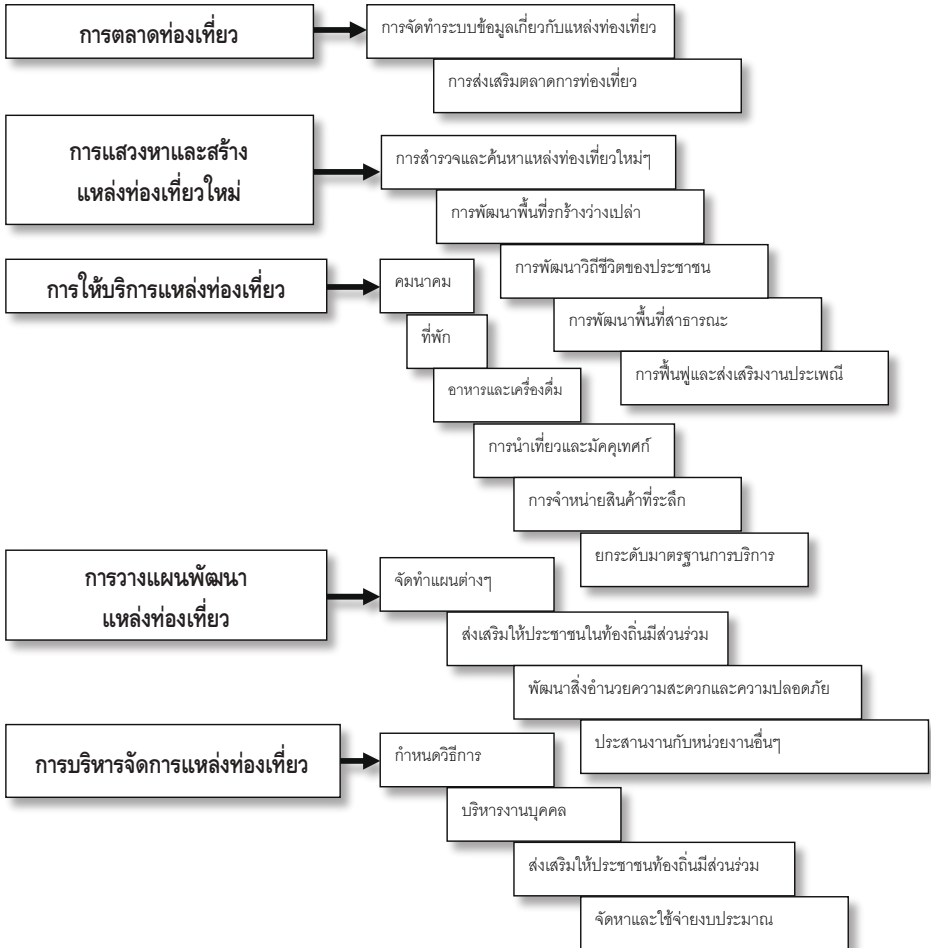 การตลาดท่องเที่ยว
การจัดทำระบบข้อมูลเกี่ยวกับแหล่งท่องเที่ยว
การส่งเสริมตลาดการท่องเที่ยว
การแสวงหาและสร้าง
แหล่งท่องเที่ยวใหม่
การสำรวจและค้นหาแหล่งท่องเที่ยวใหม่ๆ
การพัฒนาพื้นที่รกร้างว่างเปล่า
การพัฒนาวิถีชีวิตของประชาชน
การพัฒนาพื้นที่สาธารณะ
การฟื้นฟูและส่งเสริมงานประเพณี
การให้บริการแหล่งท่องเที่ยว
คมนาคม
ที่พัก
อาหารและเครื่องดื่ม
การนำเที่ยวและมัคคุเทศก์
การจำหน่ายสินค้าที่ระลึก
ยกระดับมาตรฐานการบริการ
การวางแผนพัฒนา
แหล่งท่องเที่ยว
จัดทำแผนต่างๆ
ส่งเสริมให้ประชาชนในท้องถิ่นมีส่วนร่วม
พัฒนาสิ่งอำนวยความสะดวกและความปลอดภัย
ประสานงานกับหน่วยงานอื่นๆ
การบริหารจัดการแหล่งท่องเที่ยว
กำหนดวิธีการ
บริหารงานบุคคล
ส่งเสริมให้ประชาชนท้องถิ่นมีส่วนร่วม
จัดหาและใช้จ่ายงบประมาณ